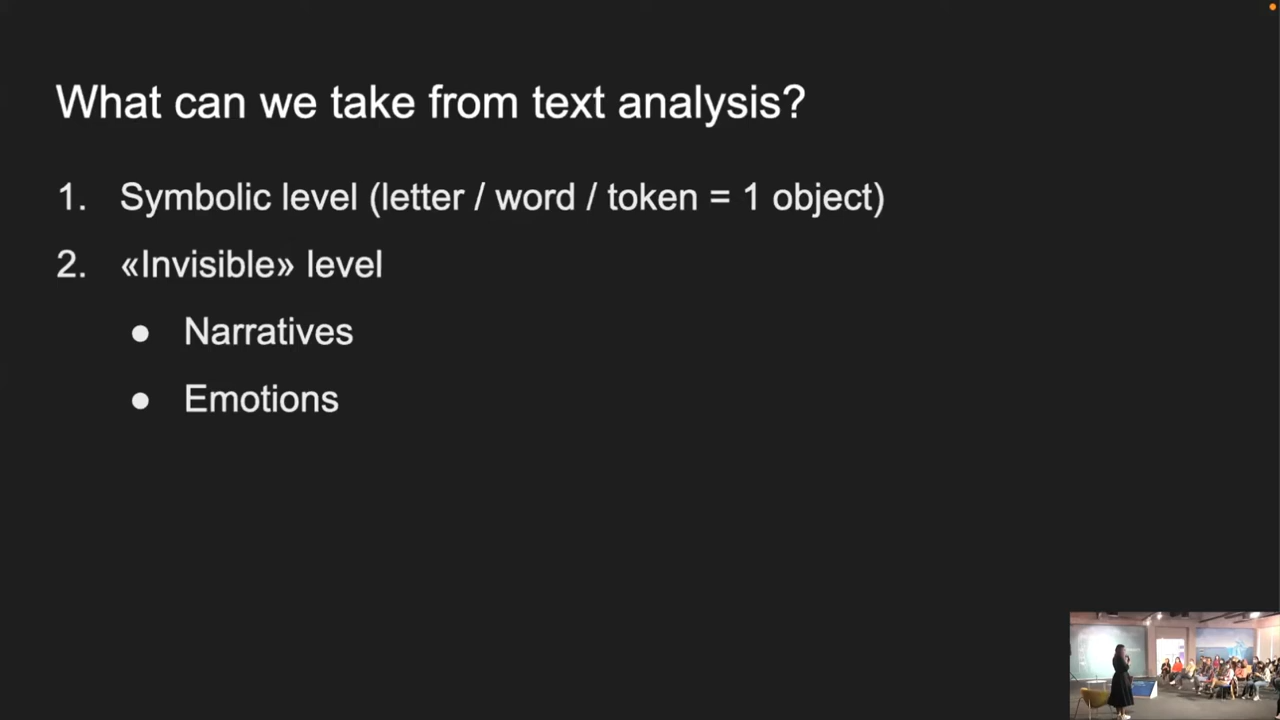 What can we take from text analysis?
1. Symbolic level (letter / word / token = 1 object)
2. «Invisible» level
● Narratives
● Emotions